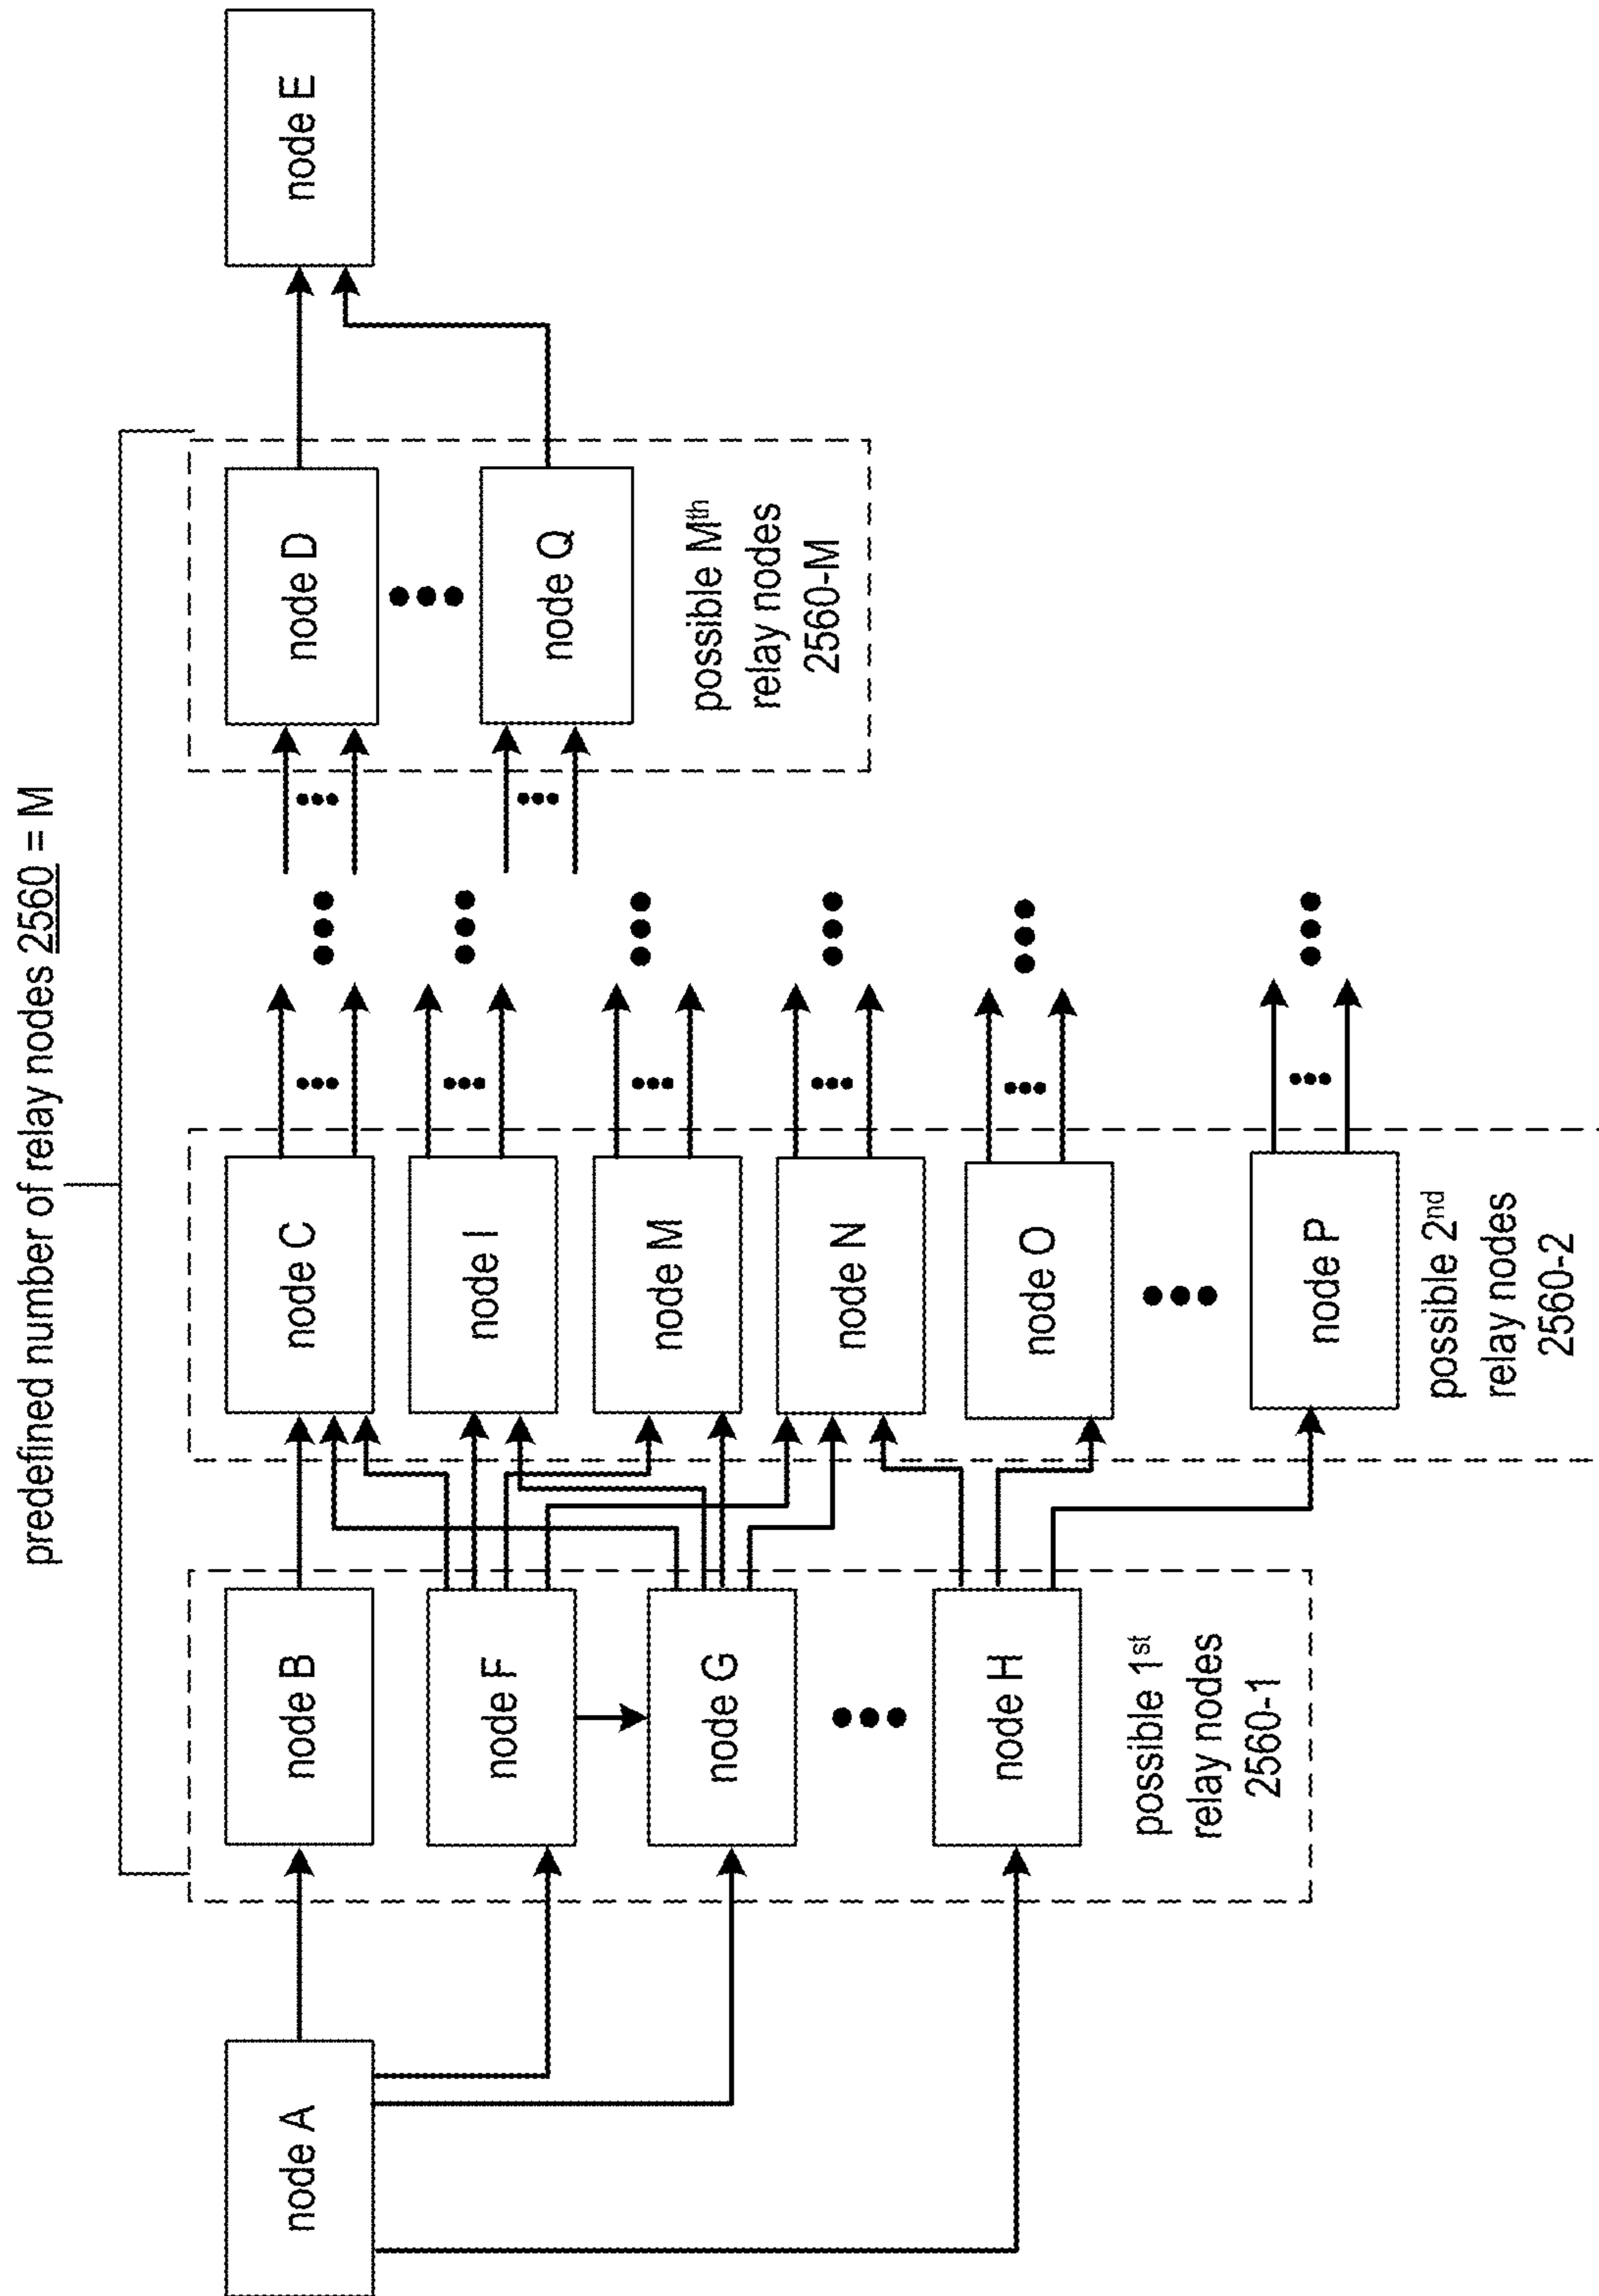 predefined number of relay nodes 2560 = M
node A
node B
node F
node G
node H
possible 1st
relay nodes
2560-1
node C
node I
node M
node N
node O
node P
possible 2nd
relay nodes
2560-2
node D
node Q
possible Mth
relay nodes
2560-M
node E